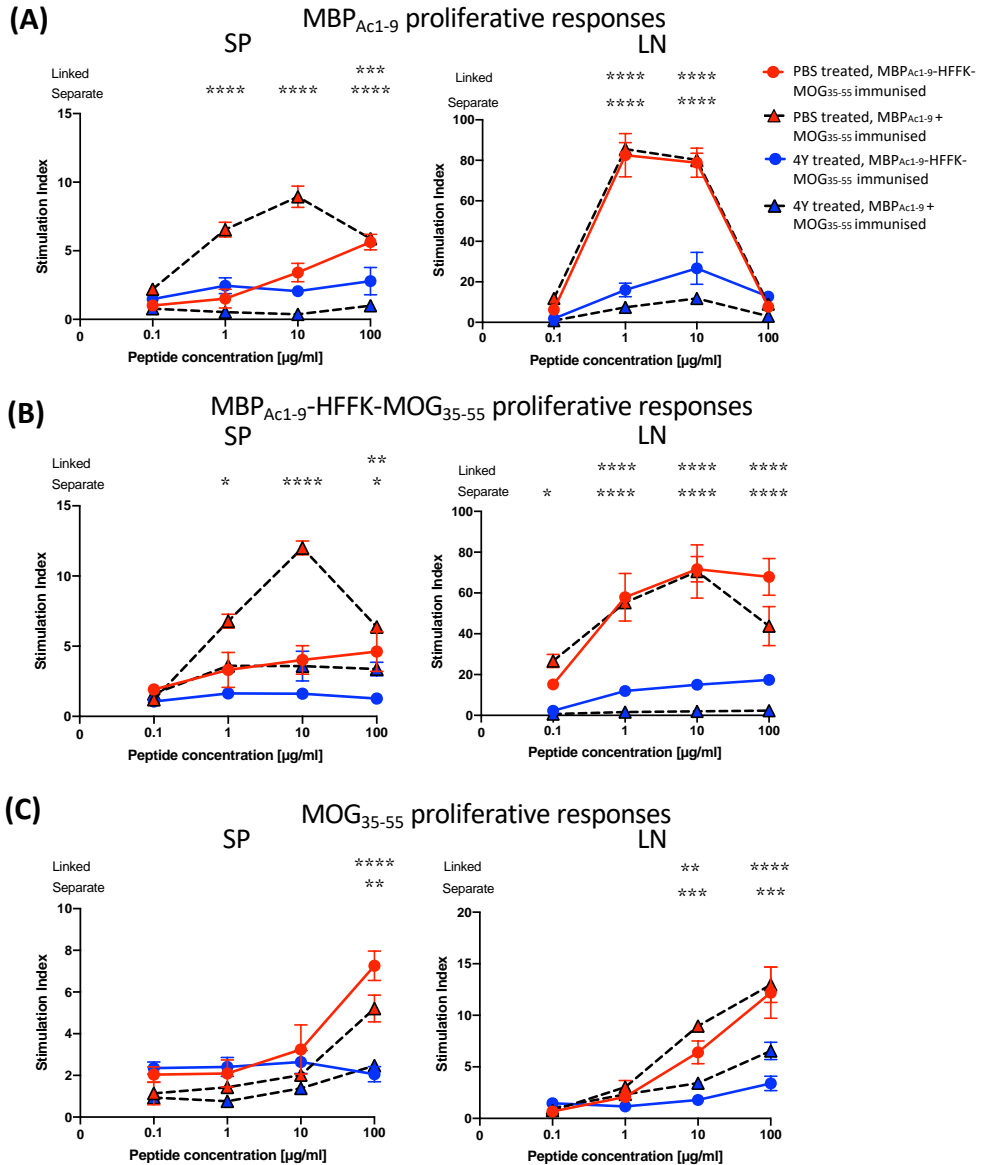 (A)
MBPAc1-9 proliferative responses
SP
LN
Linked
***
Separate
**** **** ****
Linked
**** ****
Separate
**** ****
PBS treated, MBPAc1-9-HFFK-
MOG35-55 immunised
PBS treated, MBPAc1-9 +
MOG35-55 immunised
4Y treated, MBPAc1-9-HFFK-
MOG35-55 immunised
4Y treated, MBPAc1-9 +
MOG35-55 immunised
Stimulation Index
15
10
5
0
0 0.1 1 10 100
Peptide concentration [µg/ml]
Stimulation Index
100
80
60
40
20
0
0 0.1 1 10 100
Peptide concentration [µg/ml]
(B)
MBPAc1-9-HFFK-MOG35-55 proliferative responses
SP
LN
Linked
**
Separate
* **** *
Linked
**** **** ****
Separate
* **** **** ****
Stimulation Index
15
10
5
0
0 0.1 1 10 100
Peptide concentration [µg/ml]
Stimulation Index
100
80
60
40
20
0
0 0.1 1 10 100
Peptide concentration [µg/ml]
(C)
MOG35-55 proliferative responses
SP
LN
Linked
****
Separate
**
Linked
** ****
Separate
*** ***
Stimulation Index
10
8
6
4
2
0
0 0.1 1 10 100
Peptide concentration [µg/ml]
Stimulation Index
20
15
10
5
0
0 0.1 1 10 100
Peptide concentration [µg/ml]